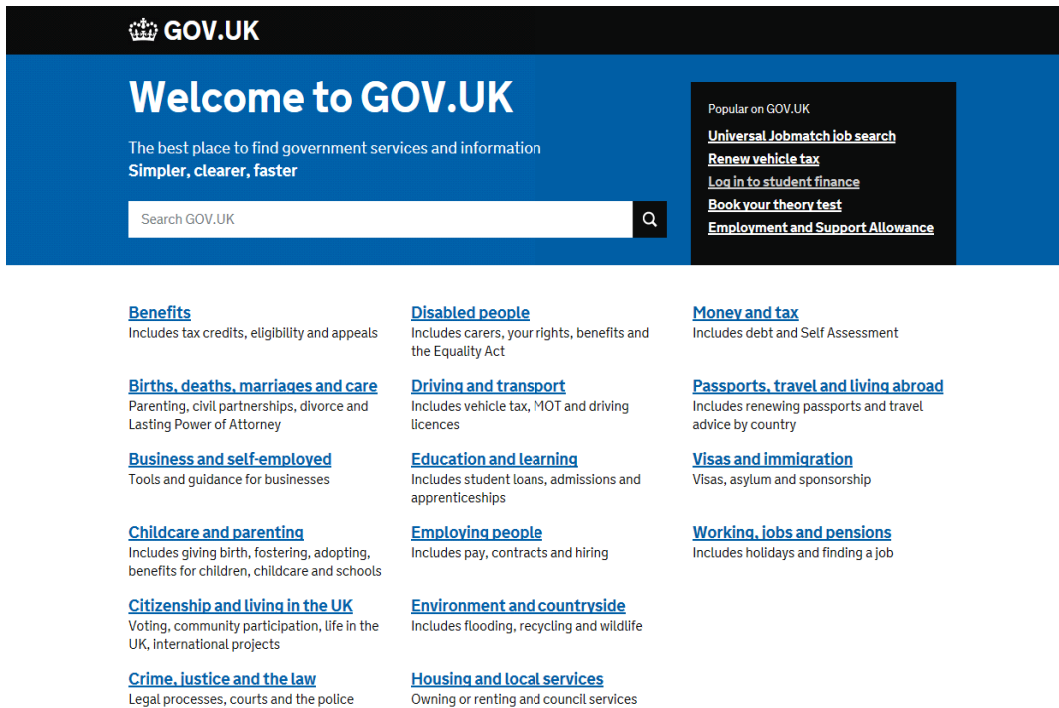 GOV.UK
Welcome to GOV.UK
The best place to find government services and information
Simpler, clearer, faster
Search GOV.UK
Popular on GOV.UK
Universal Jobmatch job search
Renew vehicle tax
Log in to student finance
Book your theory test
Employment and Support Allowance
Benefits
Includes tax credits, eligibility and appeals
Births, deaths, marriages and care
Parenting, civil partnerships, divorce and
Lasting Power of Attorney
Business and self-employed
Tools and guidance for businesses
Childcare and parenting
Includes giving birth, fostering, adopting,
benefits for children, childcare and schools
Citizenship and living in the UK
Voting, community participation, life in the
UK, international projects
Crime, justice and the law
Legal processes, courts and the police
Disabled people
Includes carers, your rights, benefits and
the Equality Act
Driving and transport
Includes vehicle tax, MOT and driving
licences
Education and learning
Includes student loans, admissions and
apprenticeships
Employing people
Includes pay, contracts and hiring
Environment and countryside
Includes flooding, recycling and wildlife
Housing and local services
Owning or renting and council services
Money and tax
Includes debt and Self Assessment
Passports, travel and living abroad
Includes renewing passports and travel
advice by country
Visas and immigration
Visas, asylum and sponsorship
Working, jobs and pensions
Includes holidays and finding a job